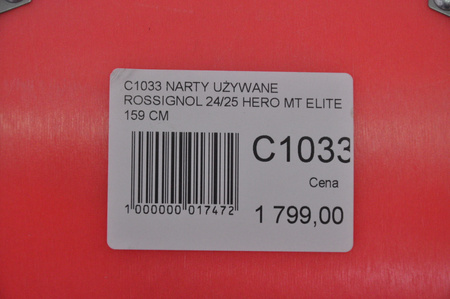 C1033 NARTY UŻYWANE
ROSSIGNOL 24/25 HERO MT ELITE
159 CM
C1033
1 000000 017472
Cena
1 799,00